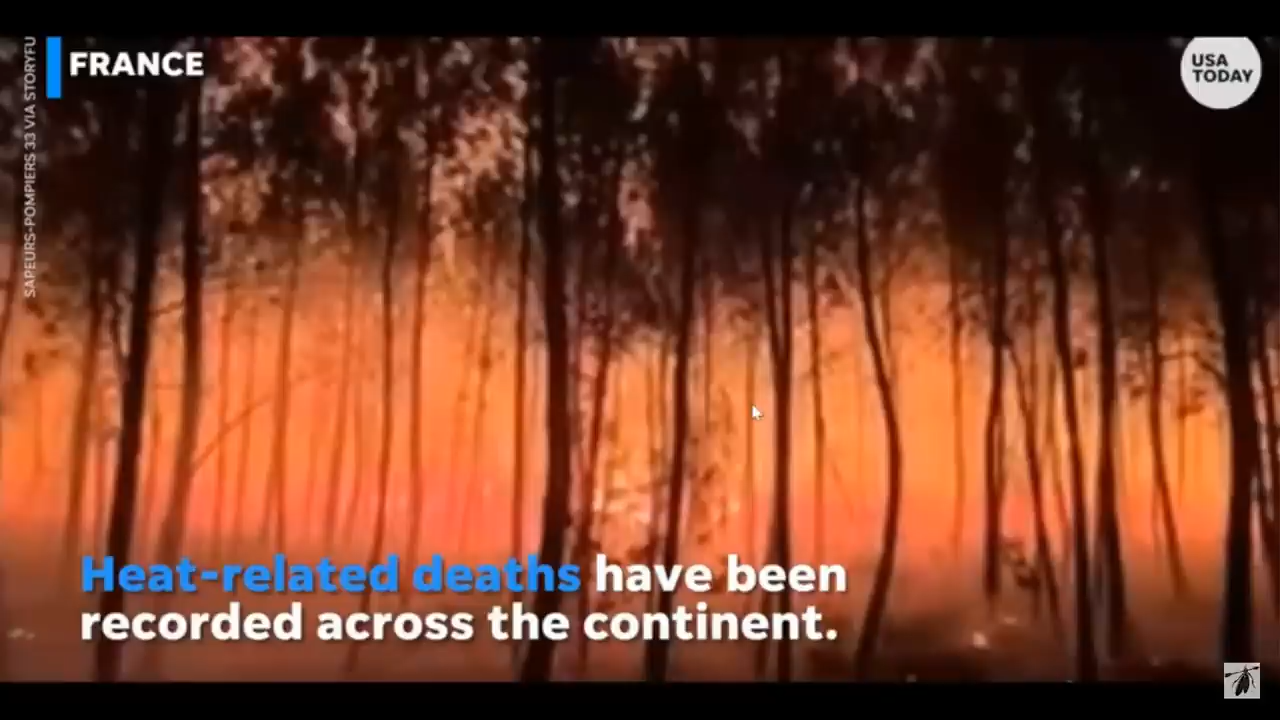 FRANCE
USA
TODAY
SAPEURS-POMPIERS 33 VIA STORYFU
Heat-related deaths have been
recorded across the continent.